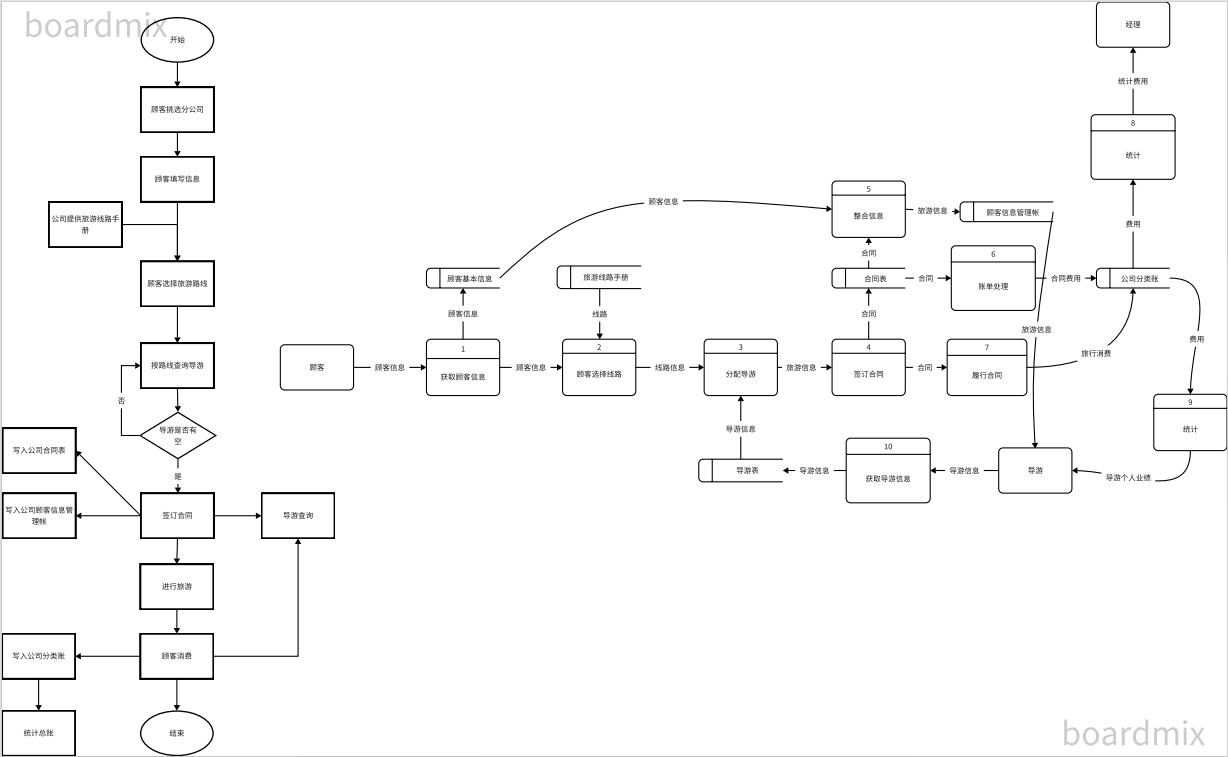 boardmix
开始
顾客挑选分公司
顾客填写信息
公司提供旅游线路手
册
顾客选择旅游路线
按路线查询导游
否
导游是否有
空
是
写入公司合同表
写入公司顾客信息管
理帐
签订合同
导游查询
进行旅游
写入公司分类账
顾客消费
统计总账
结束
经理
统计费用
8
统计
费用
顾客信息
5
整合信息
旅游信息
顾客信息管理帐
合同
顾客基本信息
旅游线路手册
合同表
合同
6
账单处理
合同费用
公司分类账
顾客信息
线路
合同
旅游信息
费用
旅行消费
顾客
顾客信息
1
获取顾客信息
顾客信息
2
顾客选择线路
线路信息
3
分配导游
旅游信息
4
签订合同
合同
7
履行合同
9
统计
导游信息
导游表
导游信息
10
获取导游信息
导游信息
导游
导游个人业绩
boardmix